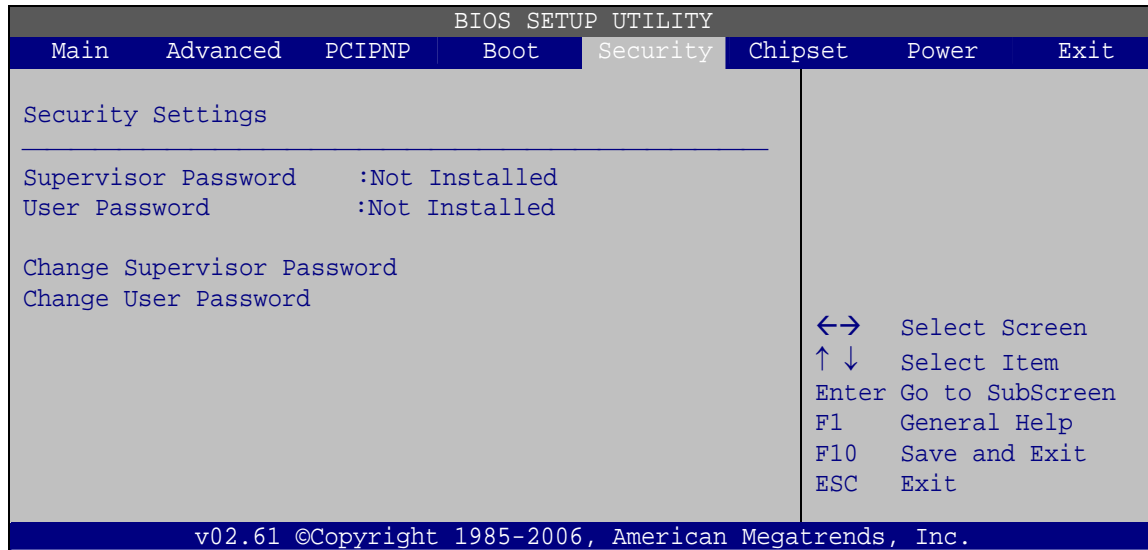 BIOS SETUP UTILITY
Main Advanced PCIPNP Boot Security Chipset Power Exit
Security Settings
Supervisor Password :Not Installed
User Password :Not Installed
Change Supervisor Password
Change User Password
←→ Select Screen
↑ ↓ Select Item
Enter Go to SubScreen
F1 General Help
F10 Save and Exit
ESC Exit
v02.61 ©Copyright 1985-2006, American Megatrends, Inc.